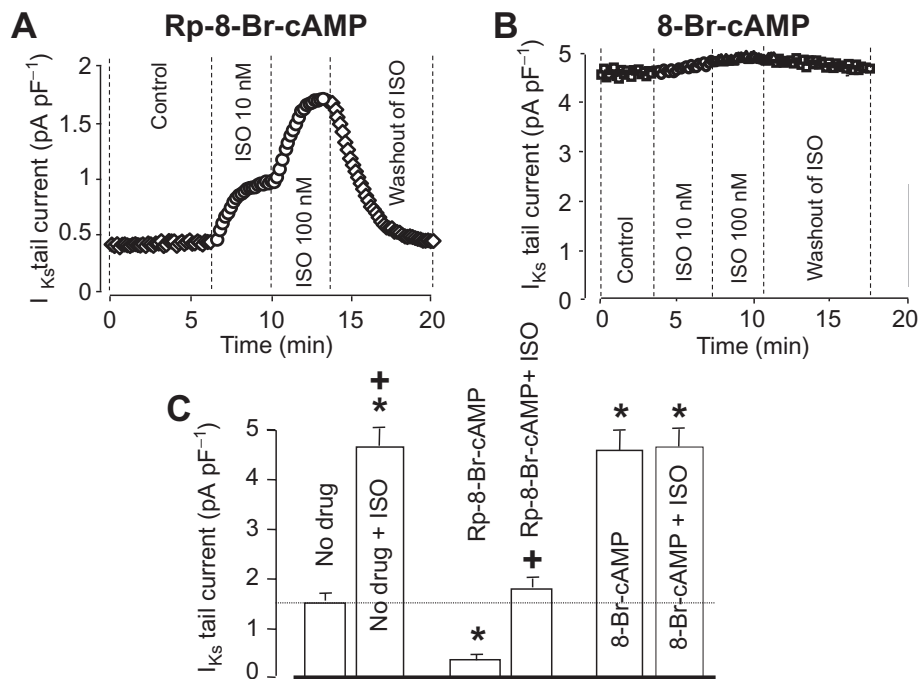 A Rp-8-Br-cAMP
I Ks tail current (pA pF⁻¹)
2
1.5
1
0.5
0
Control
ISO 10 nM
ISO 100 nM
Washout of ISO
0 5 10 15 20
Time (min)
B 8-Br-cAMP
I Ks tail current (pA pF⁻¹)
5
4
2
4
1
0
Control
ISO 10 nM
ISO 100 nM
Washout of ISO
0 5 10 15 20
Time (min)
C
I Ks tail current (pA pF⁻¹)
5
4
3
2
1
0
No drug
+
*
No drug + ISO
Rp-8-Br-cAMP
*
Rp-8-Br-cAMP+ ISO
+
*
8-Br-cAMP
*
8-Br-cAMP + ISO